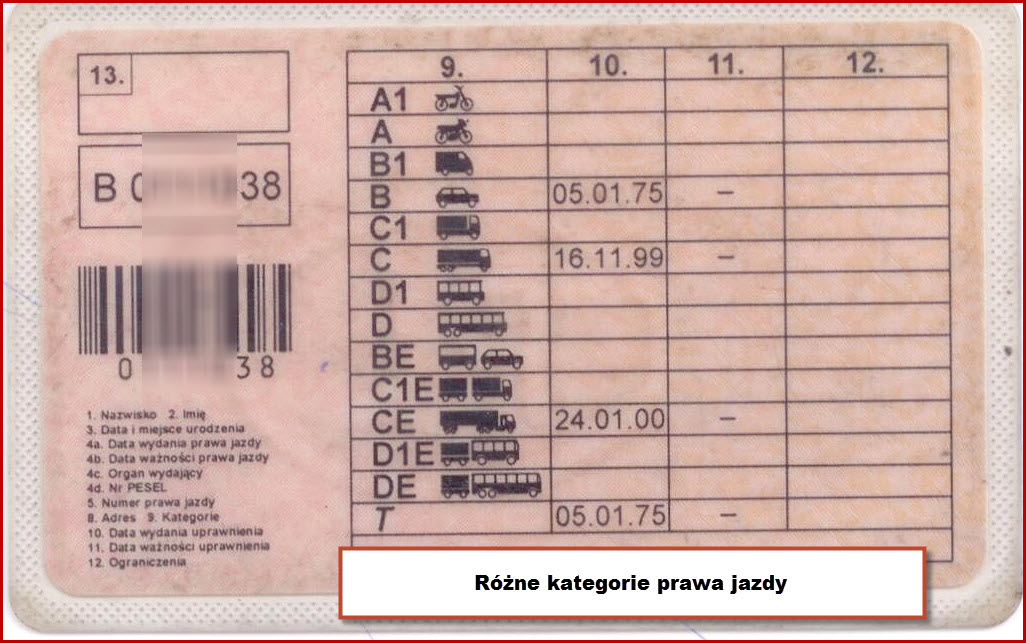 13.
B 0 38
0 38
1. Nazwisko 2. Imię
3. Data i miejsce urodzenia
4a. Data wydania prawa jazdy
4b. Data ważności prawa jazdy
4c. Organ wydający
4d. Nr PESEL
5. Numer prawa jazdy
8. Adres 9. Kategorie
10. Data wydania uprawnienia
11. Data ważności uprawnienia
12. Ograniczenia
9. 10. 11. 12.
A1
A
B1
B 05.01.75 –
C1
C 16.11.99 –
D1
D
BE
C1E
CE 24.01.00 –
D1E
DE
T 05.01.75 –
Różne kategorie prawa jazdy